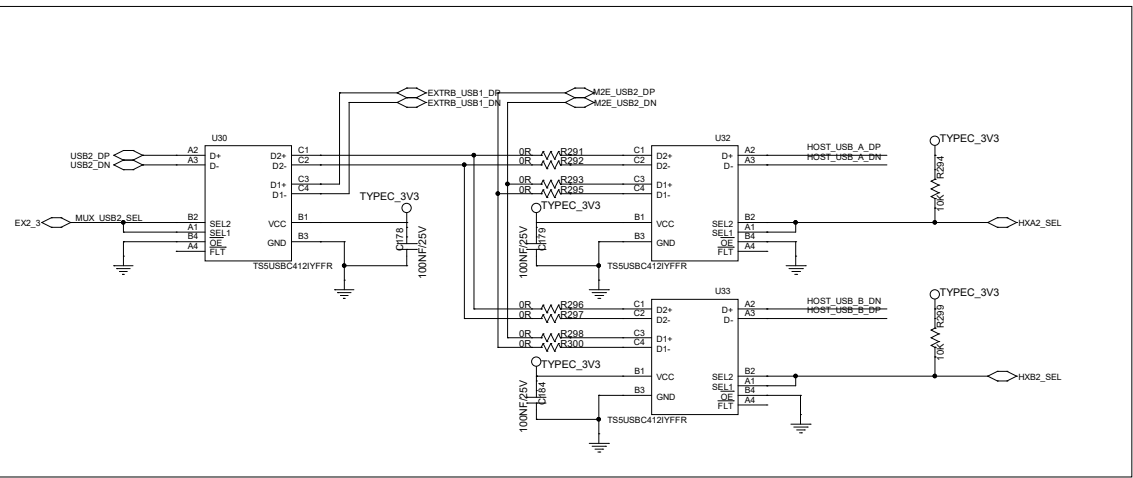 EXTRB_USB1_DP
EXTRB_USB1_DN
M2E_USB2_DP
M2E_USB2_DN
U30
USB2_DP A2 D+ D2+ C1
USB2_DN A3 D- D2- C2
D1+ C3
D1- C4
EX2_3 MUX_USB2_SEL B2 SEL2 VCC B1
A1 SEL1
B4 OE GND B3
A4 FLT
TS5USBC412IYFFR
TYPEC_3V3
C178
100NF/25V
0R R291
0R R292
0R R293
0R R295
TYPEC_3V3
C179
100NF/25V
U32
C1 D2+ D+ A2 HOST_USB_A_DP
C2 D2- D- A3 HOST_USB_A_DN
C3 D1+
C4 D1-
B1 VCC SEL2 B2
SEL1 A1
B3 GND OE B4
FLT A4
TS5USBC412IYFFR
TYPEC_3V3
R294
10K
HXA2_SEL
0R R296
0R R297
0R R298
0R R300
TYPEC_3V3
C184
100NF/25V
U33
C1 D2+ D+ A2 HOST_USB_B_DN
C2 D2- D- A3 HOST_USB_B_DP
C3 D1+
C4 D1-
B1 VCC SEL2 B2
SEL1 A1
B3 GND OE B4
FLT A4
TS5USBC412IYFFR
TYPEC_3V3
R299
10K
HXB2_SEL